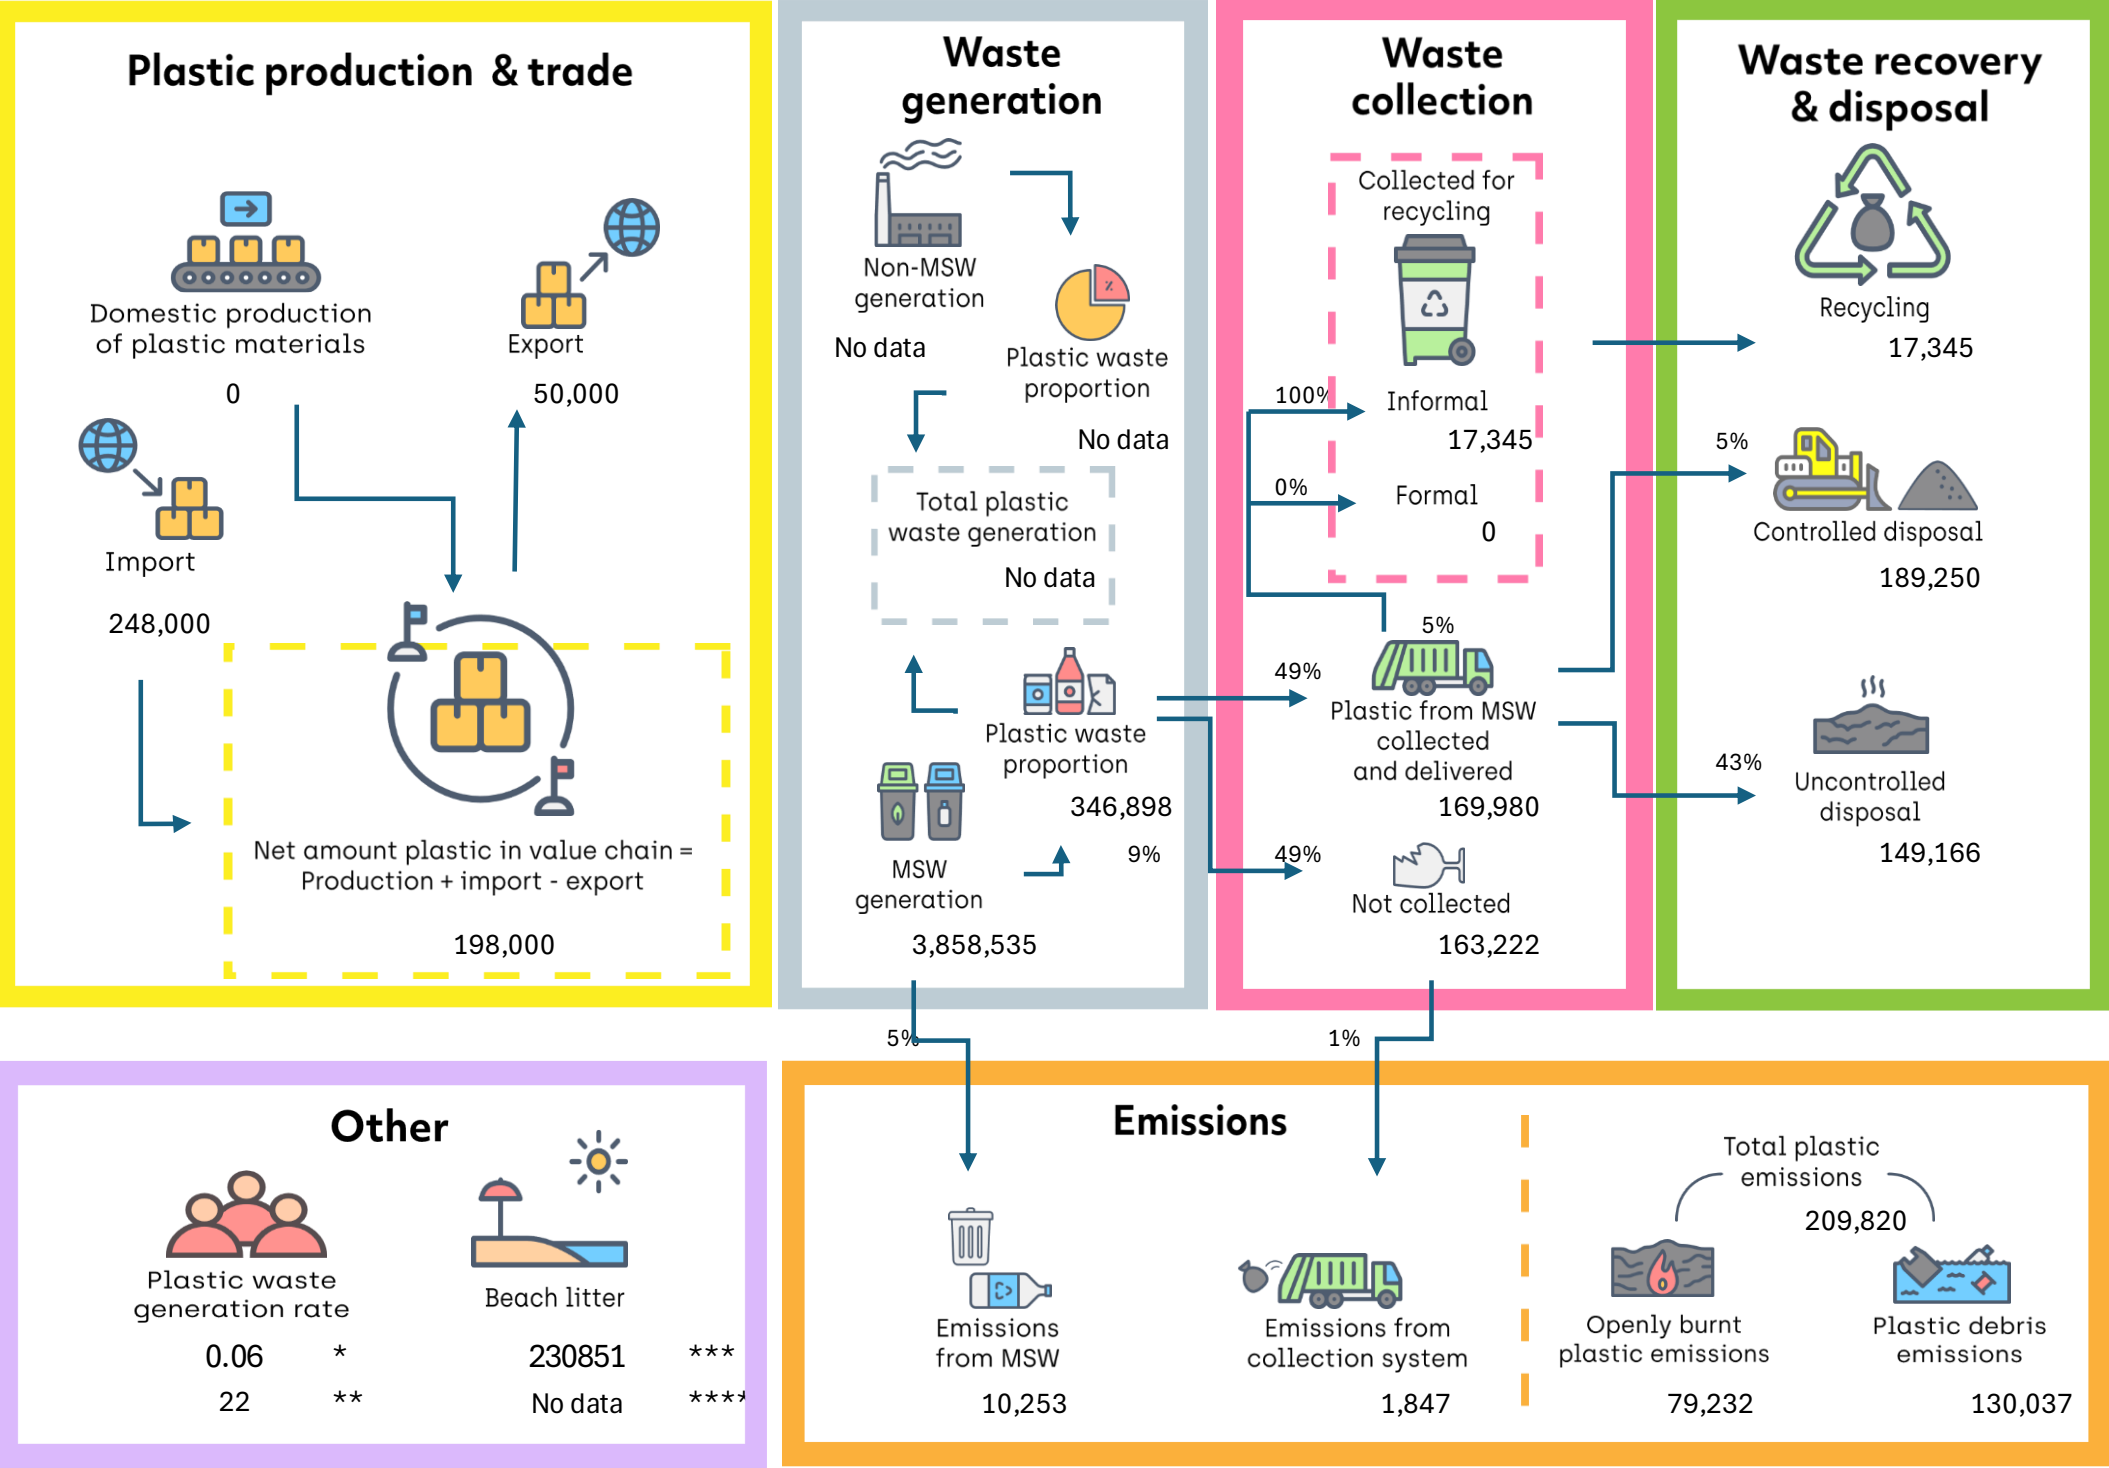 Plastic production & trade
Domestic production
of plastic materials
0
Export
50,000
Import
248,000
Net amount plastic in value chain =
Production + import - export
198,000
Waste
generation
Non-MSW
generation
No data
Plastic waste
proportion
No data
Total plastic
waste generation
No data
Plastic waste
proportion
346,898
9%
MSW
generation
3,858,535
Waste
collection
Collected for
recycling
100%
Informal
17,345
0%
Formal
0
5%
49%
Plastic from MSW
collected
and delivered
169,980
49%
Not collected
163,222
Waste recovery
& disposal
Recycling
17,345
5%
Controlled disposal
189,250
43%
Uncontrolled
disposal
149,166
5%
1%
Other
Plastic waste
generation rate
0.06 *
22 **
Beach litter
230851 ***
No data ****
Emissions
Emissions
from MSW
10,253
Emissions from
collection system
1,847
Total plastic
emissions
209,820
Openly burnt
plastic emissions
79,232
Plastic debris
emissions
130,037